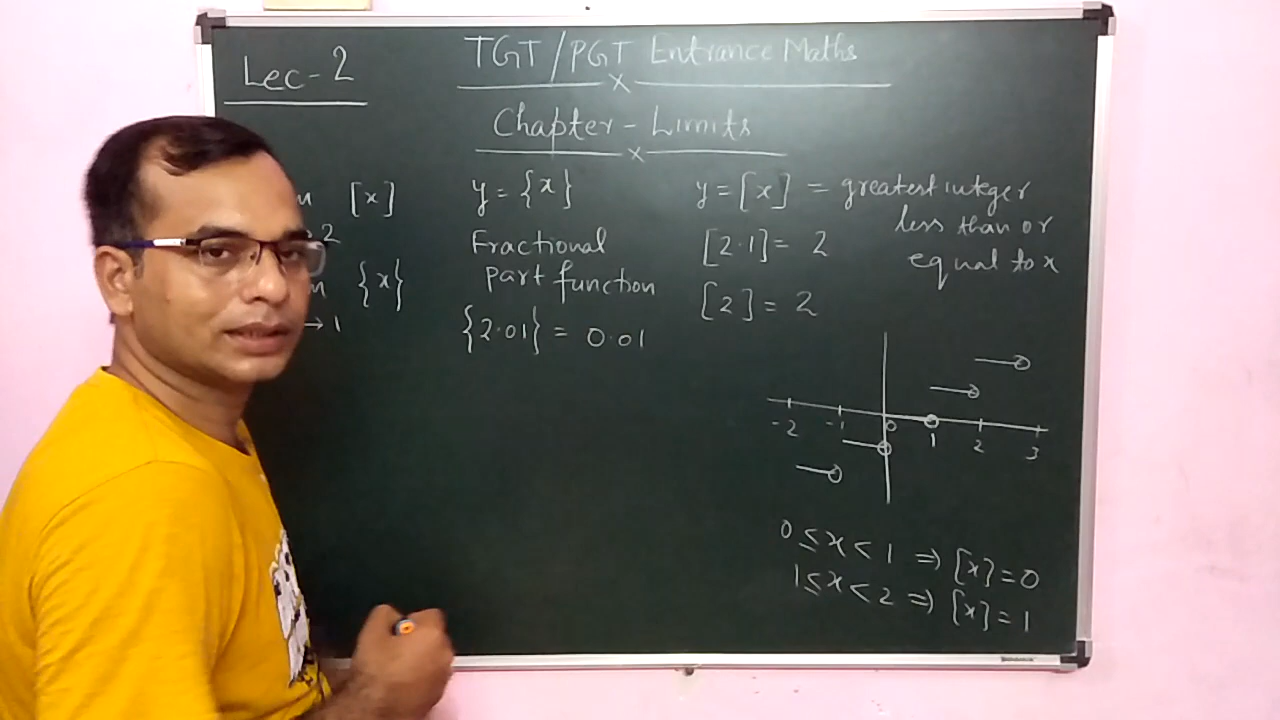 Lec-2
TGT/PGT Entrance Maths
Chapter - Limits
[x]
→2
{x}
→1
y = {x}
Fractional
part function
{2.01} = 0.01
y = [x] = greatest integer
less than or
equal to x
[2.1] = 2
[2] = 2
-2 -1 0 1 2 3
0 ≤ x < 1 ⇒ [x] = 0
1 ≤ x < 2 ⇒ [x] = 1